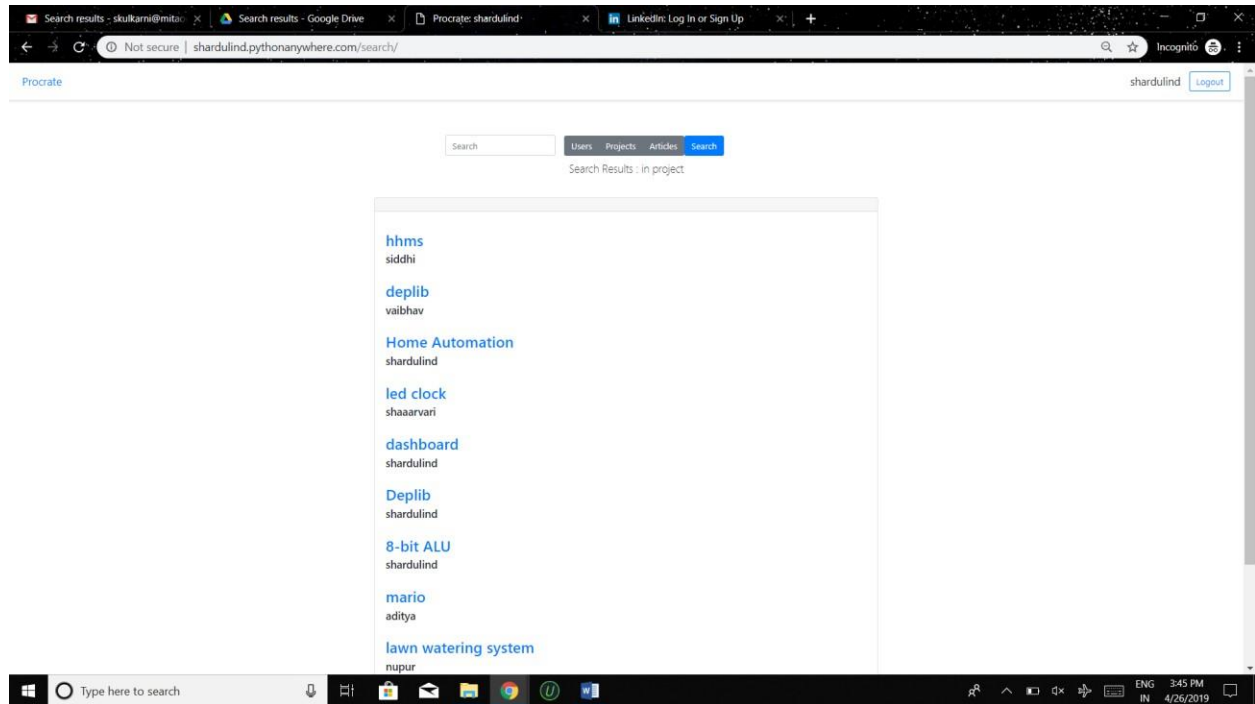 Search results - skulkarni@mitao
Search results - Google Drive
Procrate: shardulind
LinkedIn: Log In or Sign Up
Not secure | shardulind.pythonanywhere.com/search/
Incognito
Procrate
shardulind
Logout
Search
Users
Projects
Articles
Search
Search Results : in project
hhms
siddhi
deplib
vaibhav
Home Automation
shardulind
led clock
shaaarvari
dashboard
shardulind
Deplib
shardulind
8-bit ALU
shardulind
mario
aditya
lawn watering system
nupur
Type here to search
ENG
IN
3:45 PM
4/26/2019